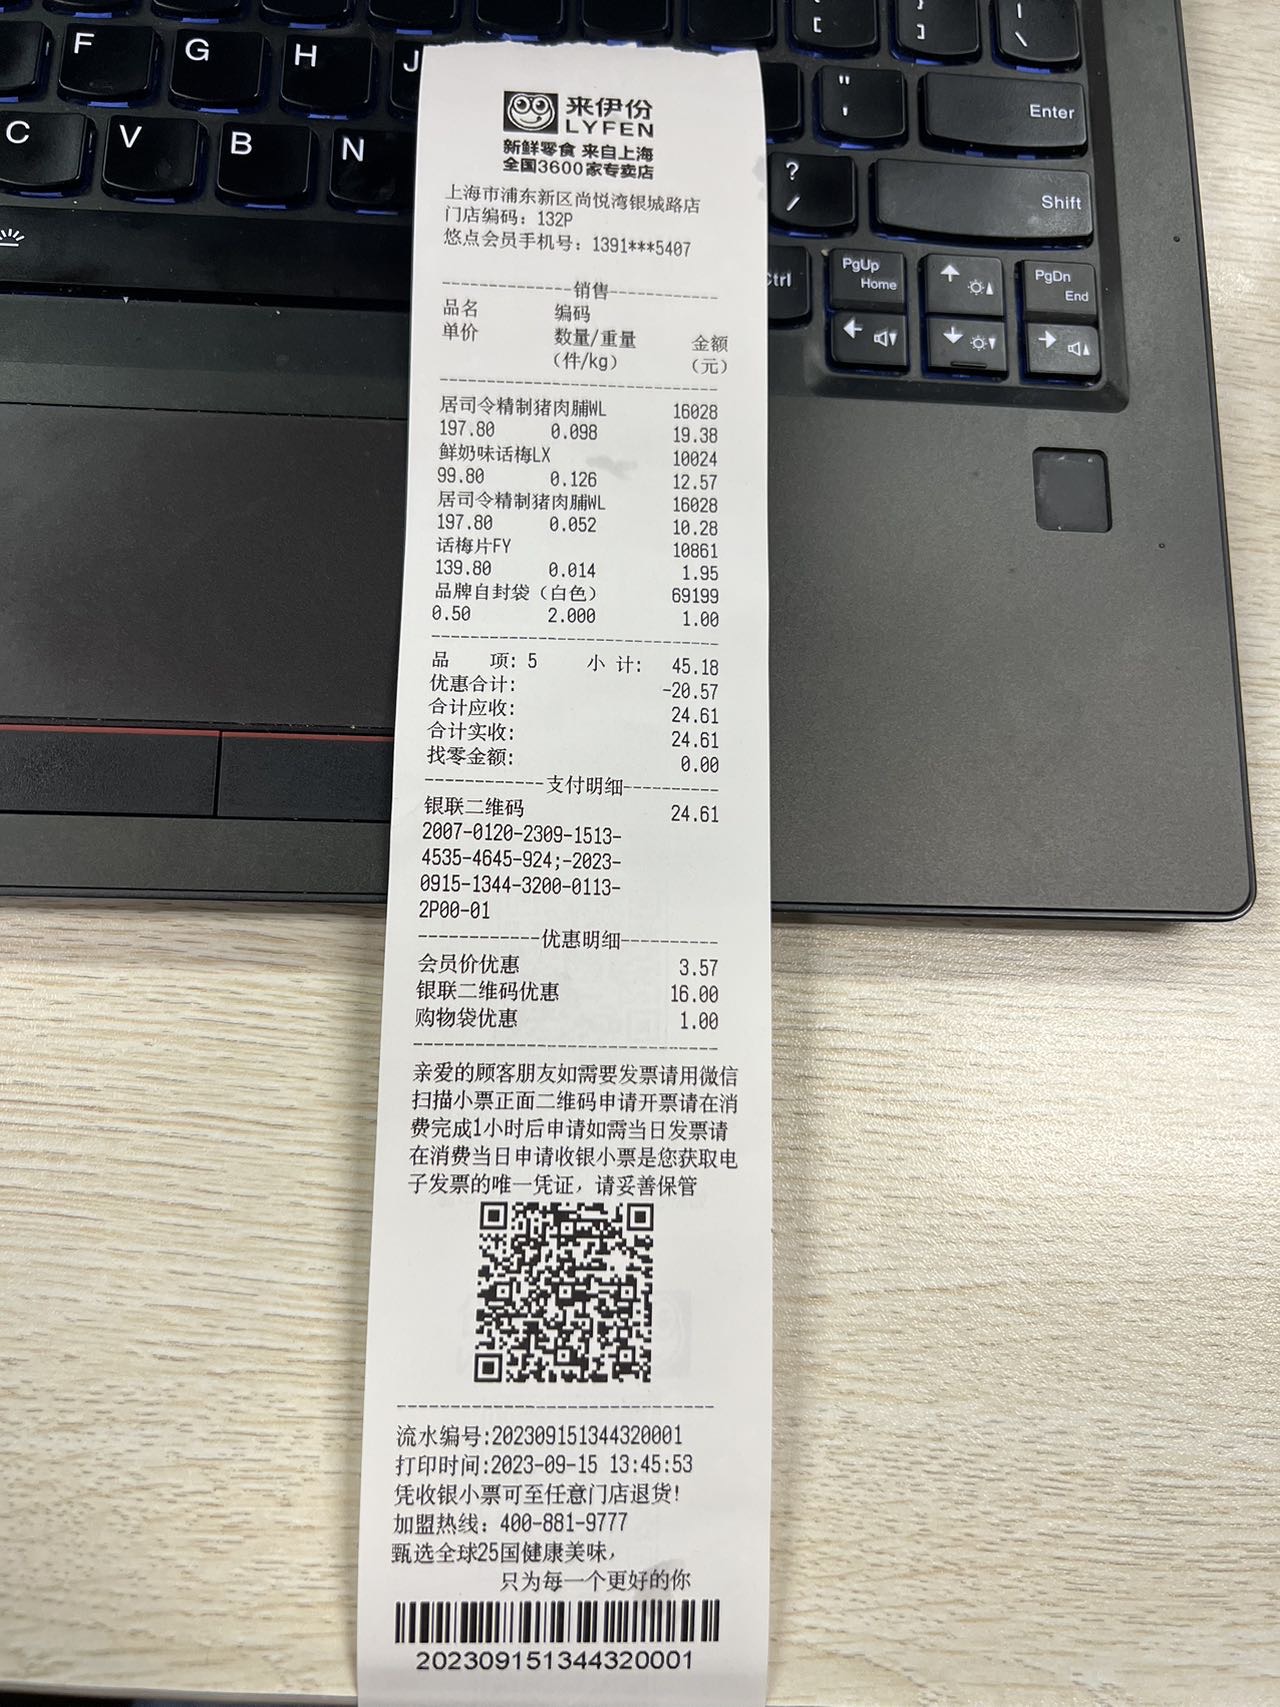 F
G
H
J
{
[
}
]
|
\
"
'
Enter
C
V
B
N
?
/
Shift
Ctrl
PgUp
Home
PgDn
End
来伊份
LYFEN
新鲜零食 来自上海
全国3600家专卖店
上海市浦东新区尚悦湾银城路店
门店编码：132P
悠点会员手机号：1391***5407
------------销售------------
品名 编码
单价 数量/重量 金额
(件/kg) (元)
居司令精制猪肉脯WL 16028
197.80 0.098 19.38
鲜奶味话梅LX 10024
99.80 0.126 12.57
居司令精制猪肉脯WL 16028
197.80 0.052 10.28
话梅片FY 10861
139.80 0.014 1.95
品牌自封袋（白色） 69199
0.50 2.000 1.00
品 项: 5 小 计: 45.18
优惠合计: -20.57
合计应收: 24.61
合计实收: 24.61
找零金额: 0.00
------------支付明细----------
银联二维码 24.61
2007-0120-2309-1513-
4535-4645-924;-2023-
0915-1344-3200-0113-
2P00-01
------------优惠明细----------
会员价优惠 3.57
银联二维码优惠 16.00
购物袋优惠 1.00
亲爱的顾客朋友如需要发票请用微信
扫描小票正面二维码申请开票请在消
费完成1小时后申请如需当日发票请
在消费当日申请收银小票是您获取电
子发票的唯一凭证，请妥善保管
流水编号:202309151344320001
打印时间:2023-09-15 13:45:53
凭收银小票可至任意门店退货!
加盟热线：400-881-9777
甄选全球25国健康美味，
只为每一个更好的你
202309151344320001